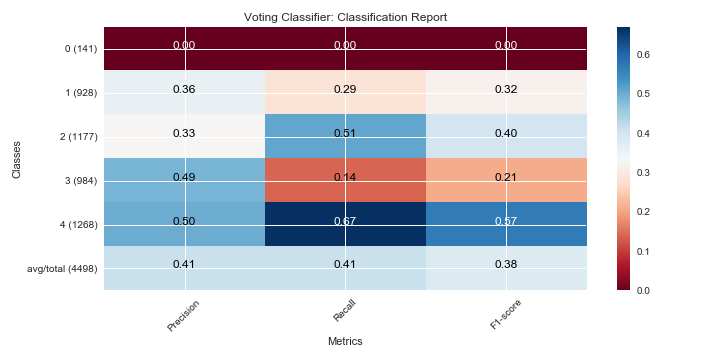 Voting Classifier: Classification Report
0 (141) 0.00 0.00 0.00
1 (928) 0.36 0.29 0.32
2 (1177) 0.33 0.51 0.40
3 (984) 0.49 0.14 0.21
4 (1268) 0.50 0.67 0.57
avg/total (4498) 0.41 0.41 0.38
Classes
Precision Recall F1-score
Metrics
0.6
0.5
0.4
0.3
0.2
0.1
0.0